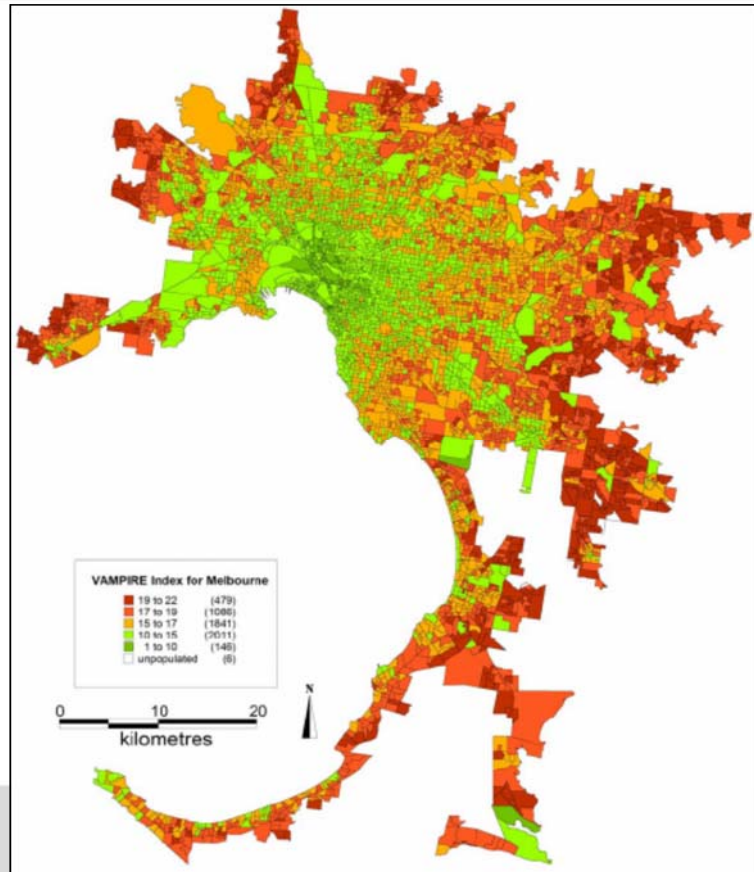 VAMPIRE Index for Melbourne
19 to 22 (479)
17 to 19 (1086)
15 to 17 (1841)
10 to 15 (2011)
1 to 10 (146)
unpopulated (6)
N
0 10 20
kilometres